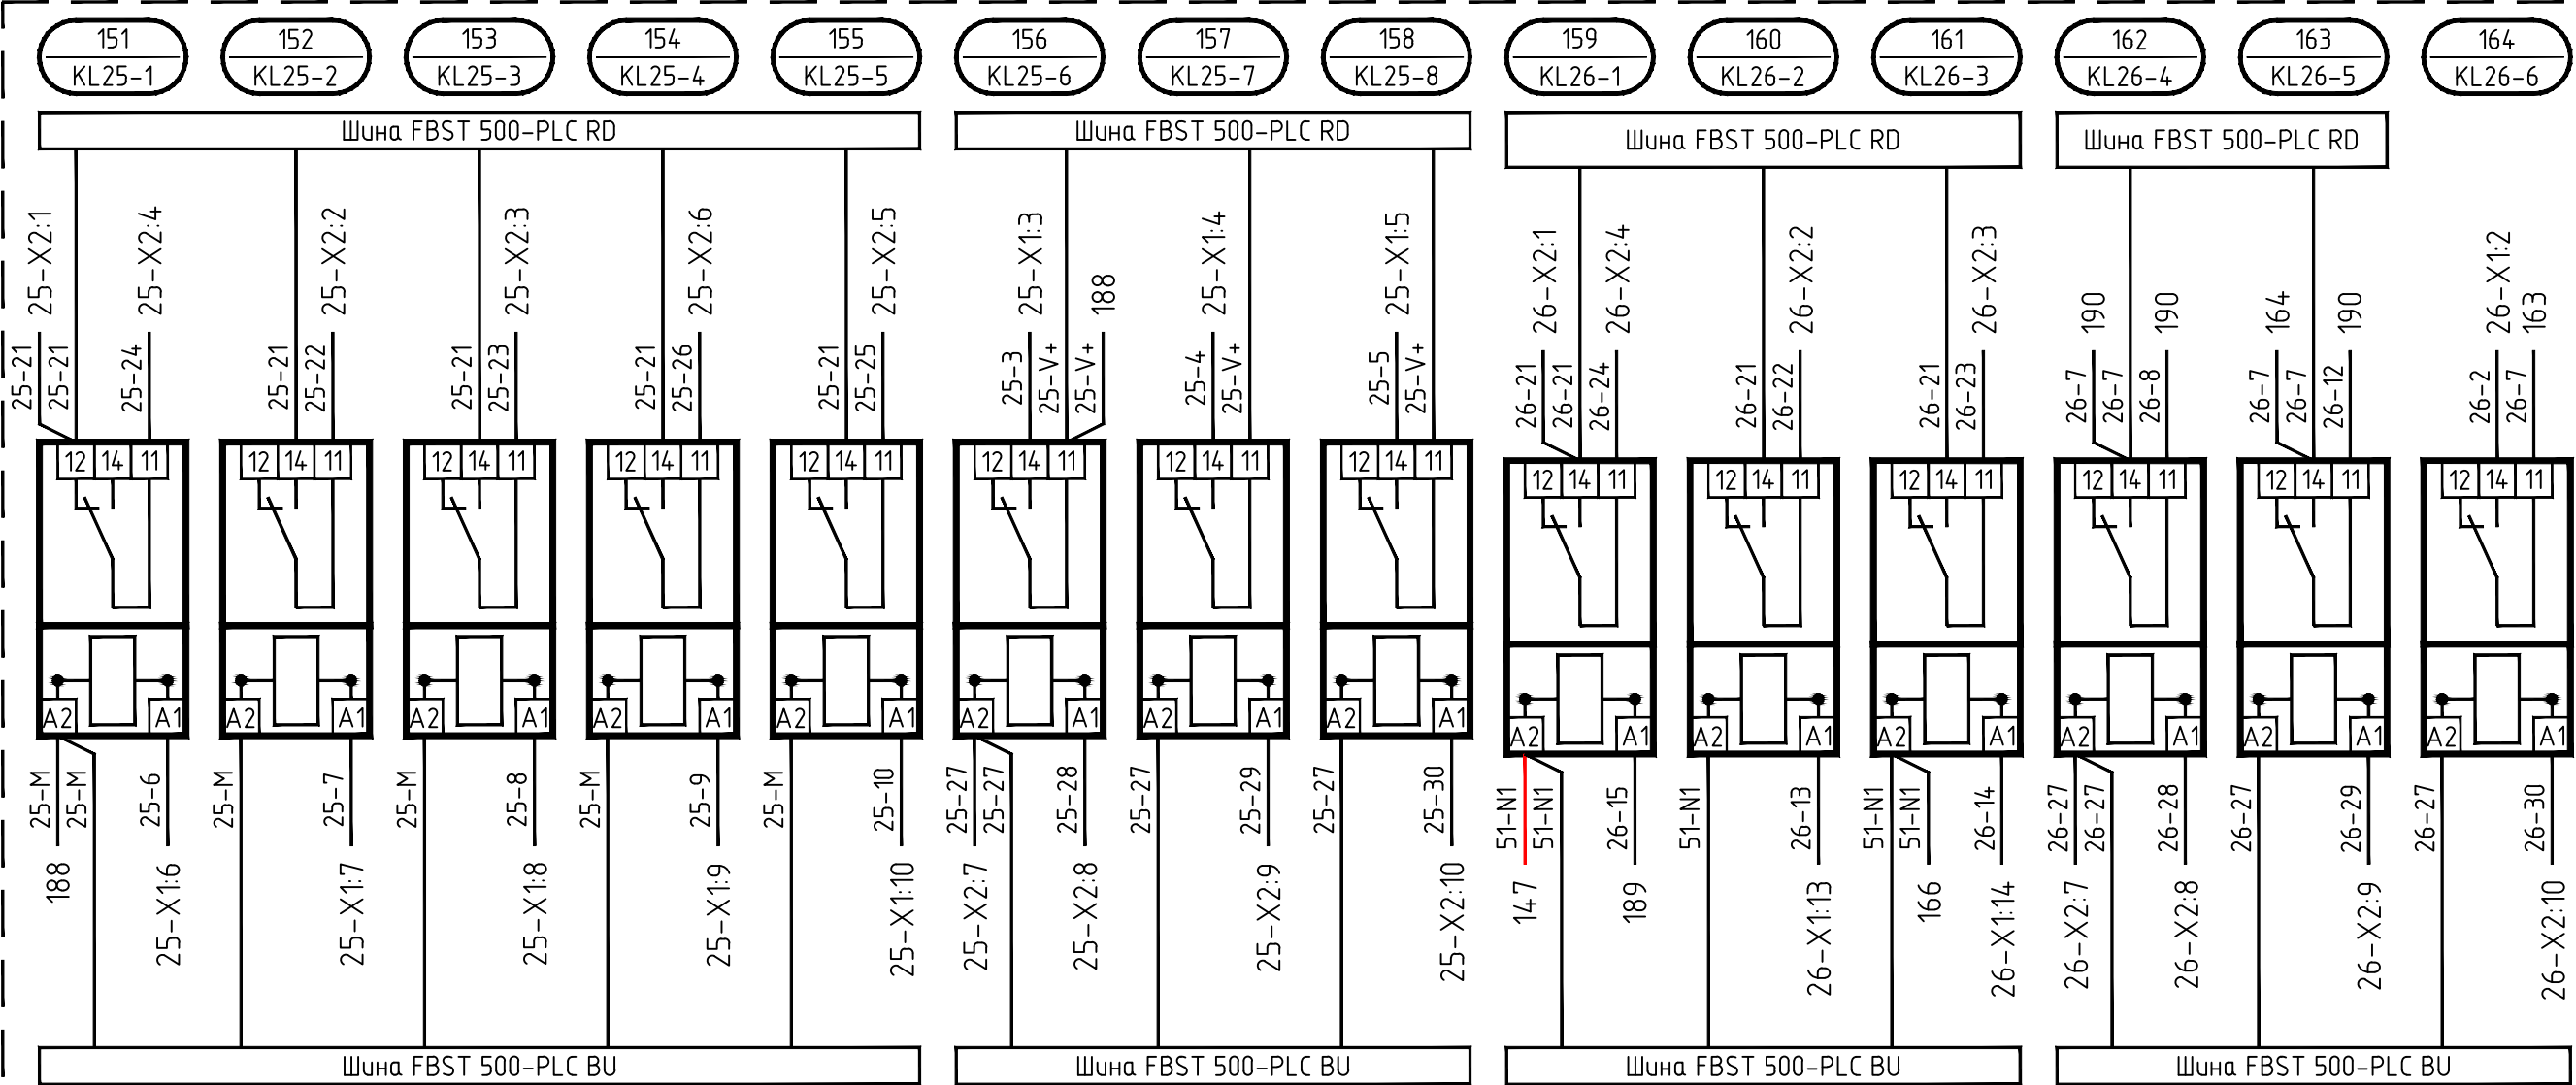 151 152 153 154 155 156 157 158 159 160 161 162 163 164
KL25-1 KL25-2 KL25-3 KL25-4 KL25-5 KL25-6 KL25-7 KL25-8 KL26-1 KL26-2 KL26-3 KL26-4 KL26-5 KL26-6
Шина FBST 500-PLC RD Шина FBST 500-PLC RD Шина FBST 500-PLC RD Шина FBST 500-PLC RD
25-X2:1 25-X2:4 25-X2:2 25-X2:3 25-X2:6 25-X2:5 25-X1:3 188 25-X1:4 25-X1:5 26-X2:1 26-X2:4 26-X2:2 26-X2:3 190 190 164 190 26-X1:2 163
25-21 25-21 25-24 25-21 25-22 25-21 25-23 25-21 25-26 25-21 25-25 25-3 25-V+ 25-V+ 25-4 25-V+ 25-5 25-V+ 26-21 26-21 26-24 26-21 26-22 26-21 26-23 26-7 26-7 26-8 26-7 26-7 26-12 26-2 26-7
12 14 11 12 14 11 12 14 11 12 14 11 12 14 11 12 14 11 12 14 11 12 14 11 12 14 11 12 14 11 12 14 11 12 14 11 12 14 11 12 14 11
A2 A1 A2 A1 A2 A1 A2 A1 A2 A1 A2 A1 A2 A1 A2 A1 A2 A1 A2 A1 A2 A1 A2 A1 A2 A1 A2 A1
25-M 25-M 25-6 25-M 25-7 25-M 25-8 25-M 25-9 25-M 25-10 25-27 25-27 25-28 25-27 25-29 25-27 25-30 51-N1 51-N1 26-15 51-N1 26-13 51-N1 51-N1 26-14 26-27 26-27 26-28 26-27 26-29 26-27 26-30
188 25-X1:6 25-X1:7 25-X1:8 25-X1:9 25-X1:10 25-X2:7 25-X2:8 25-X2:9 25-X2:10 147 189 26-X1:13 166 26-X1:14 26-X2:7 26-X2:8 26-X2:9 26-X2:10
Шина FBST 500-PLC BU Шина FBST 500-PLC BU Шина FBST 500-PLC BU Шина FBST 500-PLC BU